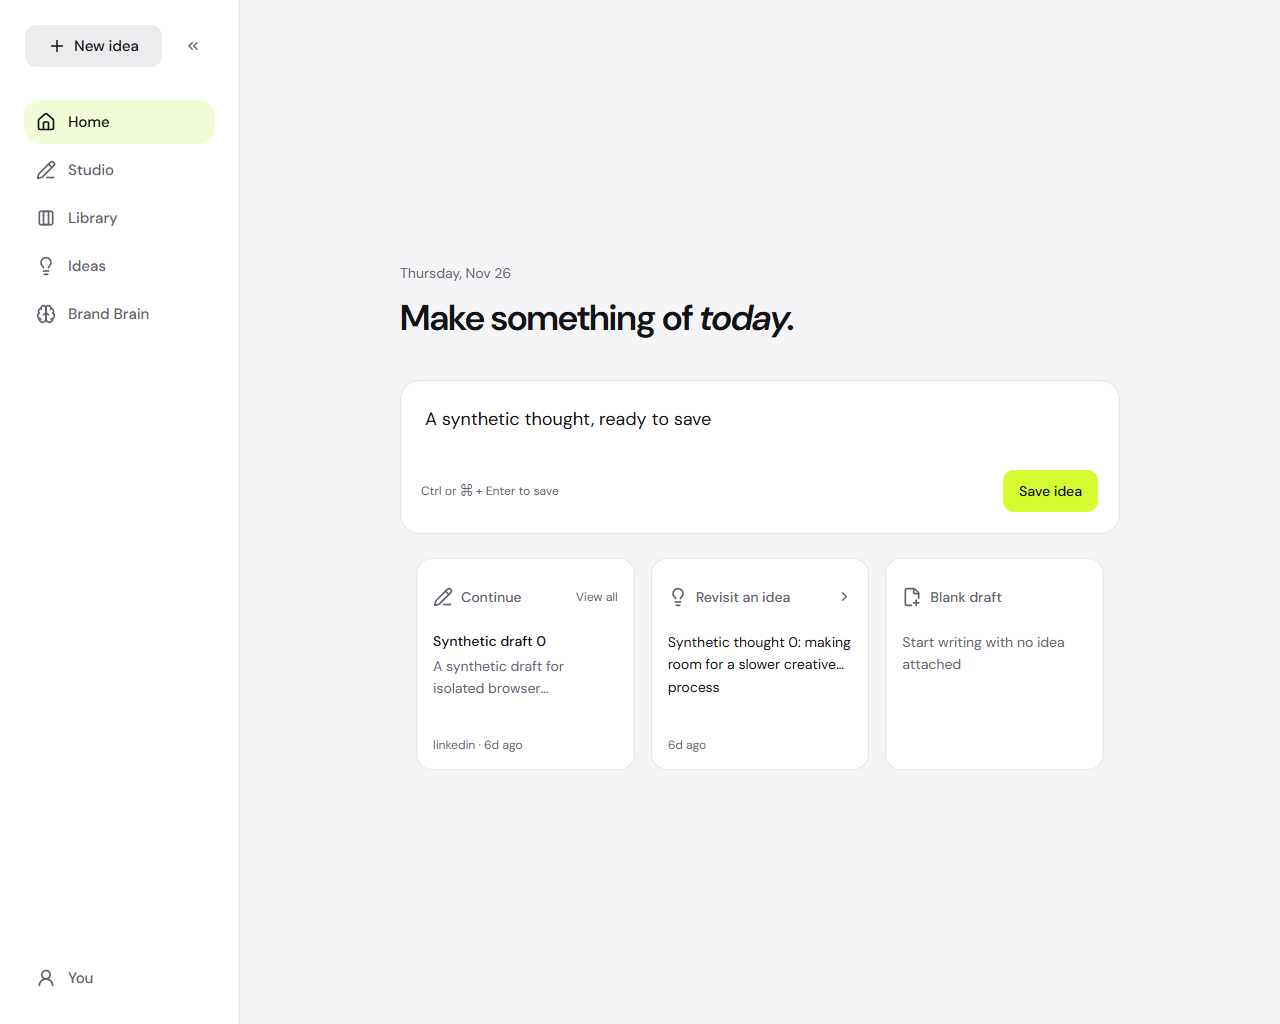 New idea
Home
Studio
Library
Ideas
Brand Brain
You
Thursday, Nov 26
Make something of today.
A synthetic thought, ready to save
Ctrl or ⌘ + Enter to save
Save idea
Continue
View all
Synthetic draft 0
A synthetic draft for
isolated browser…
linkedin · 6d ago
Revisit an idea
Synthetic thought 0: making
room for a slower creative…
process
6d ago
Blank draft
Start writing with no idea
attached